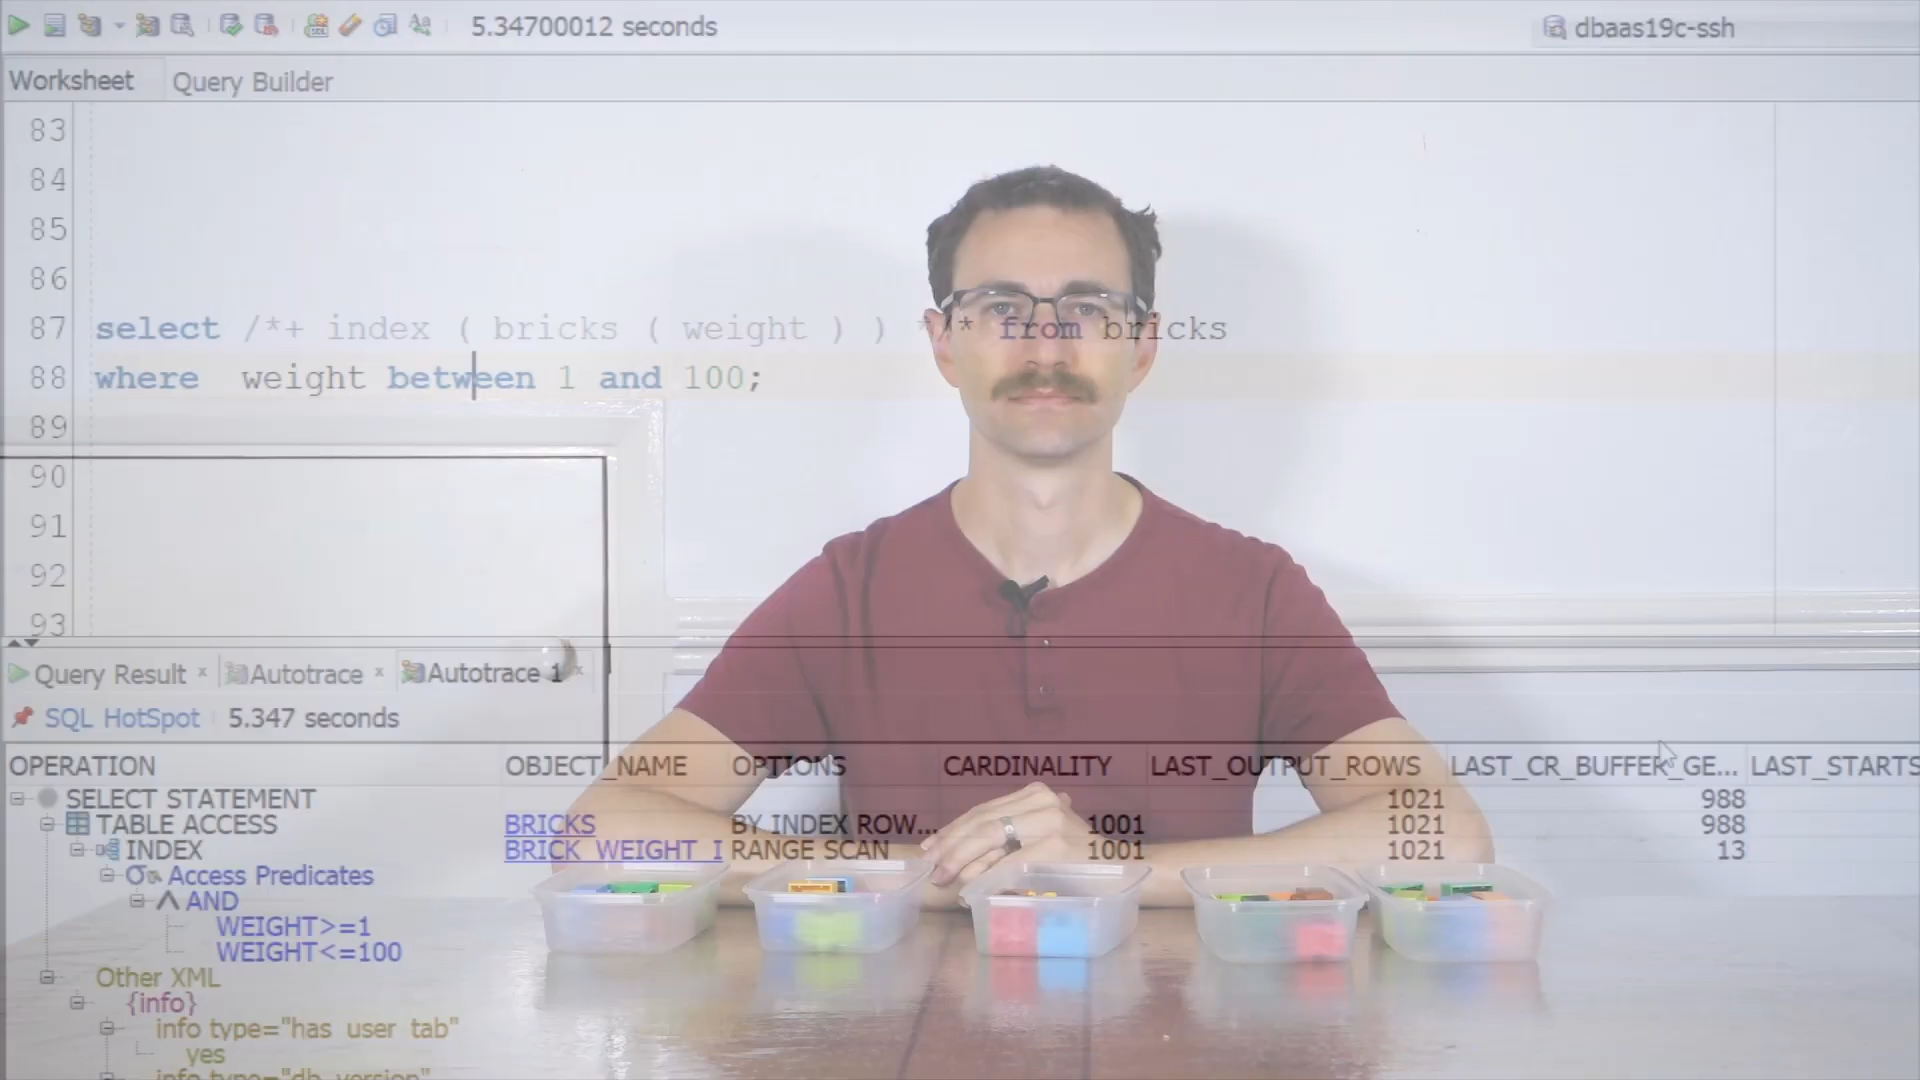 5.34700012 seconds
dbaas19c-ssh
Worksheet Query Builder
83
84
85
86
87 select /*+ index ( bricks ( weight ) ) * * from bricks
88 where weight between 1 and 100;
89
90
91
92
93
Query Result x Autotrace x Autotrace 1 x
SQL HotSpot 5.347 seconds
OPERATION OBJECT_NAME OPTIONS CARDINALITY LAST_OUTPUT_ROWS LAST_CR_BUFFER_GE... LAST_STARTS
SELECT STATEMENT 1021 988
TABLE ACCESS BRICKS BY INDEX ROW... 1001 1021 988
INDEX BRICK_WEIGHT_I RANGE SCAN 1001 1021 13
Access Predicates
AND
WEIGHT>=1
WEIGHT<=100
Other XML
{info}
info type="has_user_tab"
yes
info type="db_version"